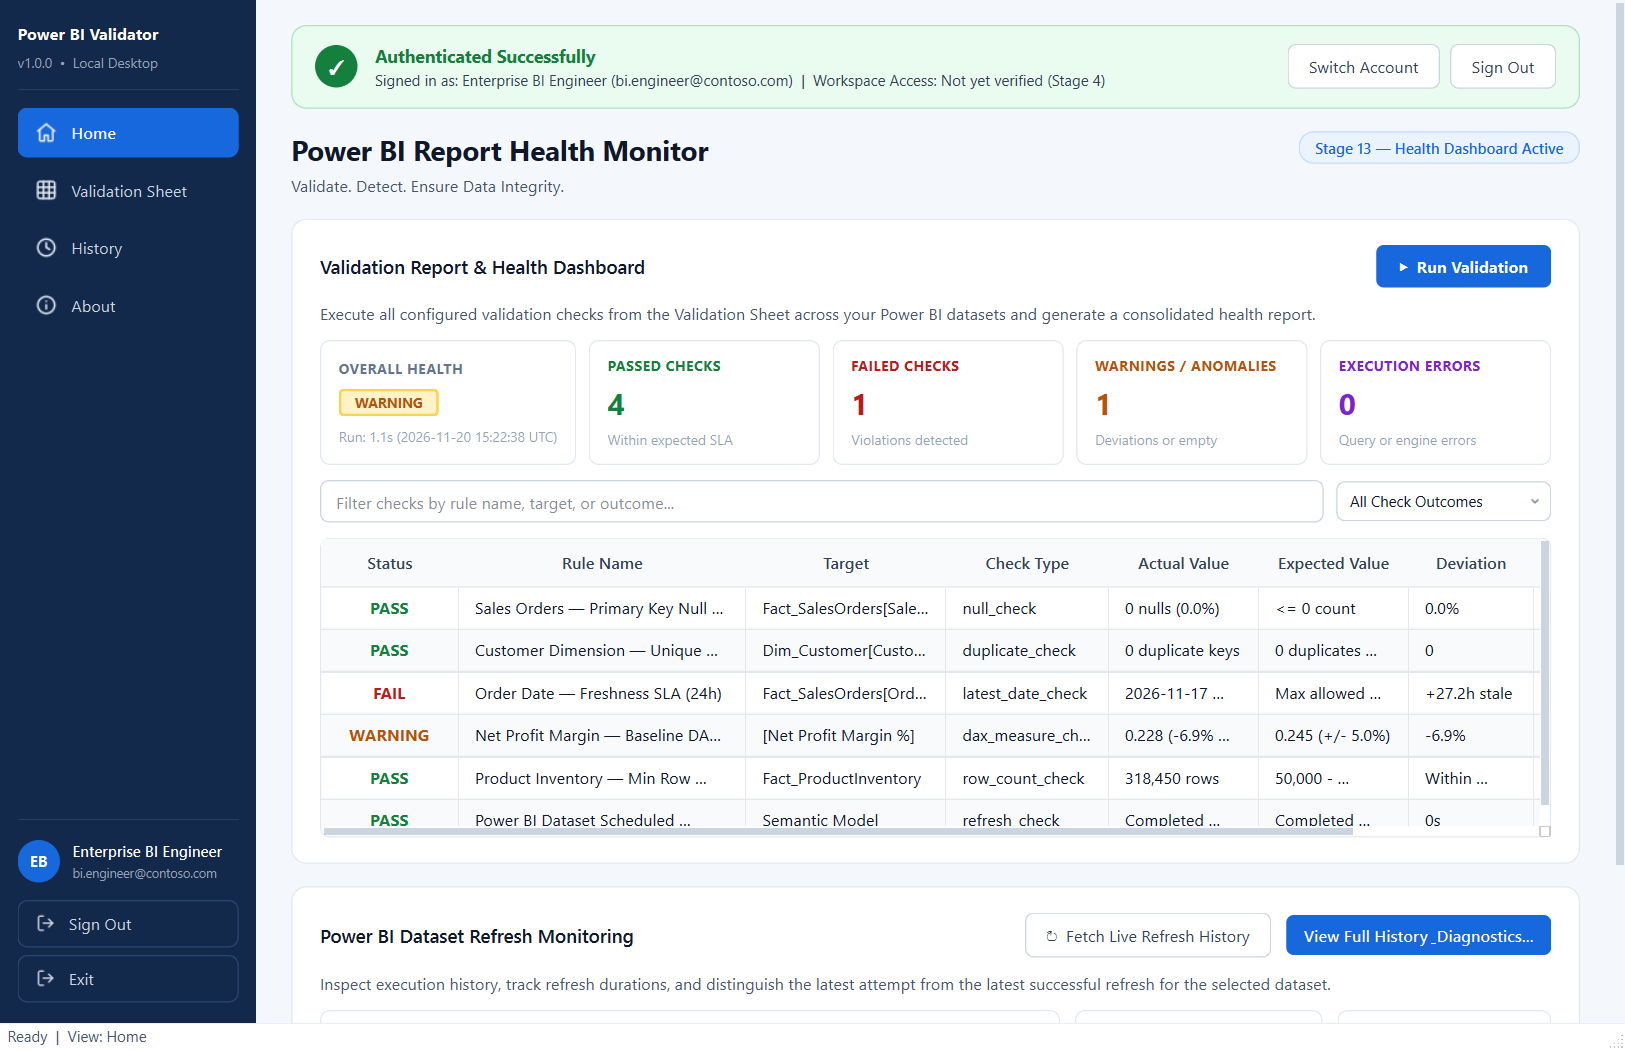 Power BI Validator
v1.0.0 • Local Desktop
Home
Validation Sheet
History
About
EB
Enterprise BI Engineer
bi.engineer@contoso.com
Sign Out
Exit
✓
Authenticated Successfully
Signed in as: Enterprise BI Engineer (bi.engineer@contoso.com) | Workspace Access: Not yet verified (Stage 4)
Switch Account
Sign Out
Power BI Report Health Monitor
Stage 13 — Health Dashboard Active
Validate. Detect. Ensure Data Integrity.
Validation Report & Health Dashboard
Run Validation
Execute all configured validation checks from the Validation Sheet across your Power BI datasets and generate a consolidated health report.
OVERALL HEALTH
WARNING
Run: 1.1s (2026-11-20 15:22:38 UTC)
PASSED CHECKS
4
Within expected SLA
FAILED CHECKS
1
Violations detected
WARNINGS / ANOMALIES
1
Deviations or empty
EXECUTION ERRORS
0
Query or engine errors
Filter checks by rule name, target, or outcome...
All Check Outcomes
Status Rule Name Target Check Type Actual Value Expected Value Deviation
PASS Sales Orders — Primary Key Null ... Fact_SalesOrders[Sale... null_check 0 nulls (0.0%) <= 0 count 0.0%
PASS Customer Dimension — Unique ... Dim_Customer[Custo... duplicate_check 0 duplicate keys 0 duplicates ... 0
FAIL Order Date — Freshness SLA (24h) Fact_SalesOrders[Ord... latest_date_check 2026-11-17 ... Max allowed ... +27.2h stale
WARNING Net Profit Margin — Baseline DA... [Net Profit Margin %] dax_measure_ch... 0.228 (-6.9% ... 0.245 (+/- 5.0%) -6.9%
PASS Product Inventory — Min Row ... Fact_ProductInventory row_count_check 318,450 rows 50,000 - ... Within ...
PASS Power BI Dataset Scheduled ... Semantic Model refresh_check Completed ... Completed ... 0s
Power BI Dataset Refresh Monitoring
↻ Fetch Live Refresh History
View Full History _Diagnostics...
Inspect execution history, track refresh durations, and distinguish the latest attempt from the latest successful refresh for the selected dataset.
Ready | View: Home